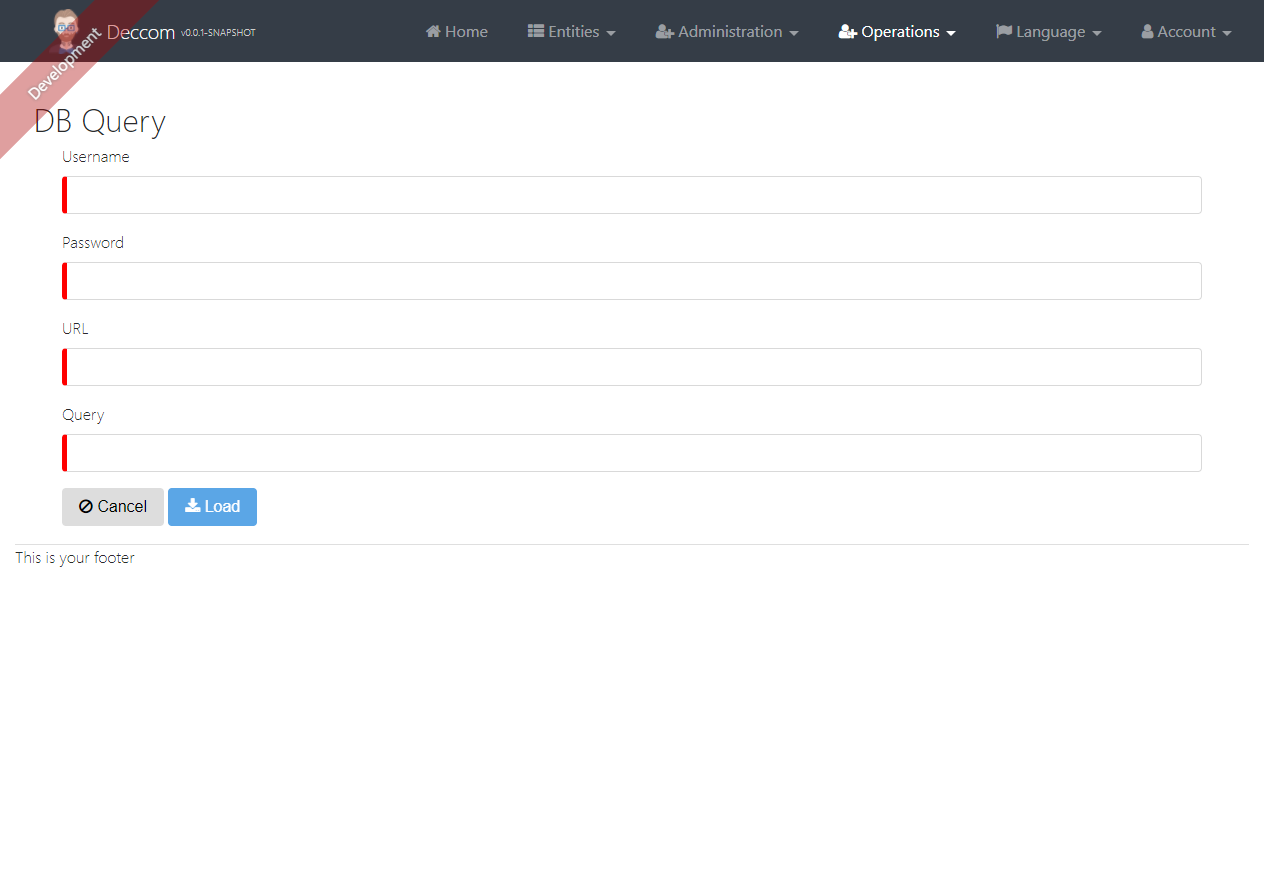 Deccom v0.0.1-SNAPSHOT Home Entities Administration Operations Language Account
Development
DB Query
Username
Password
URL
Query
Cancel Load
This is your footer